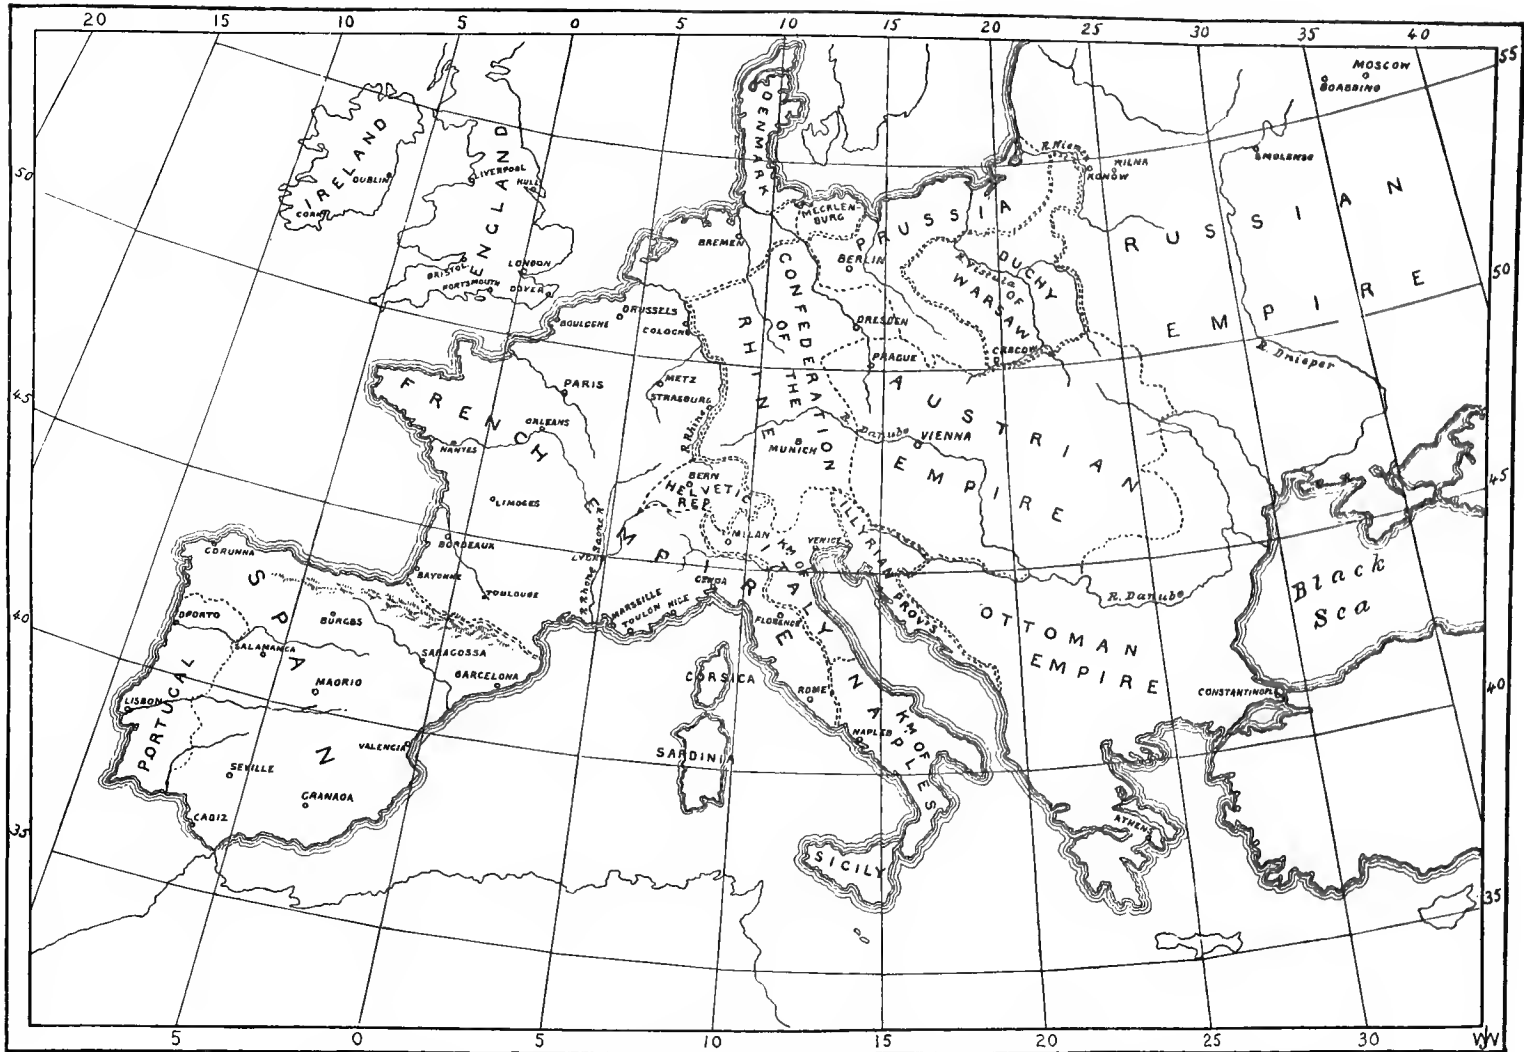 20 15 10 5 0 5 10 15 20 25 30 35 40
55
50
45
40
35
50
45
40
35
5 0 5 10 15 20 25 30
MOSCOW
SMOLENSK
R. Niemen
WILNA
KONOW
RUSSIAN
EMPIRE
R. Dnieper
IRELAND
DUBLIN
CORK
ENGLAND
LIVERPOOL
HULL
BRISTOL
LONDON
PORTSMOUTH
DOVER
DENMARK
MECKLEN-
BURG
BREMEN
PRUSSIA
BERLIN
DUCHY
OF
WARSAW
R. Vistula
CRACOW
CONFEDERATION
OF THE
RHINE
DRESDEN
PRAGUE
MUNICH
BRUSSELS
COLOGNE
BOULOGNE
FRENCH
EMPIRE
PARIS
METZ
STRASBURG
ORLEANS
NANTES
R. Rhine
LIMOGES
BORDEAUX
BAYONNE
TOULOUSE
LYON
Saone
R. Rhone
MARSEILLE
TOULON
NICE
GENOA
BERN
HELVETIC
REP.
MILAN
KM. OF
ITALY
VENICE
FLORENCE
ROME
R. Danube
VIENNA
AUSTRIAN
EMPIRE
ILLYRIAN
PROVS
R. Danube
OTTOMAN
EMPIRE
CONSTANTINOPLE
Black
Sea
ATHENS
KM. OF
NAPLES
NAPLES
SICILY
CORSICA
SARDINIA
SPAIN
CORUNNA
BURGOS
SALAMANCA
SARAGOSSA
BARCELONA
MADRID
VALENCIA
SEVILLE
GRANADA
CADIZ
PORTUGAL
OPORTO
LISBON